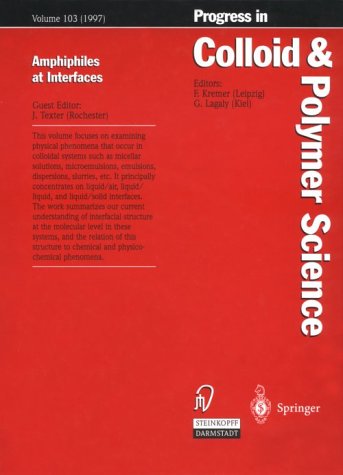 Volume 103 (1997)
Amphiphiles
at Interfaces
Guest Editor:
J. Texter (Rochester)
This volume focuses on examining
physical phenomena that occur in
colloidal systems such as micellar
solutions, microemulsions, emulsions,
dispersions, slurries, etc. It principally
concentrates on liquid/air, liquid/
liquid, and liquid/solid interfaces.
The work summarizes our current
understanding of interfacial structure
at the molecular level in these
systems, and the relation of this
structure to chemical and physico-
chemical phenomena.
Progress in
Colloid &
Polymer Science
Editors:
F. Kremer (Leipzig)
G. Lagaly (Kiel)
STEINKOPFF
DARMSTADT
Springer